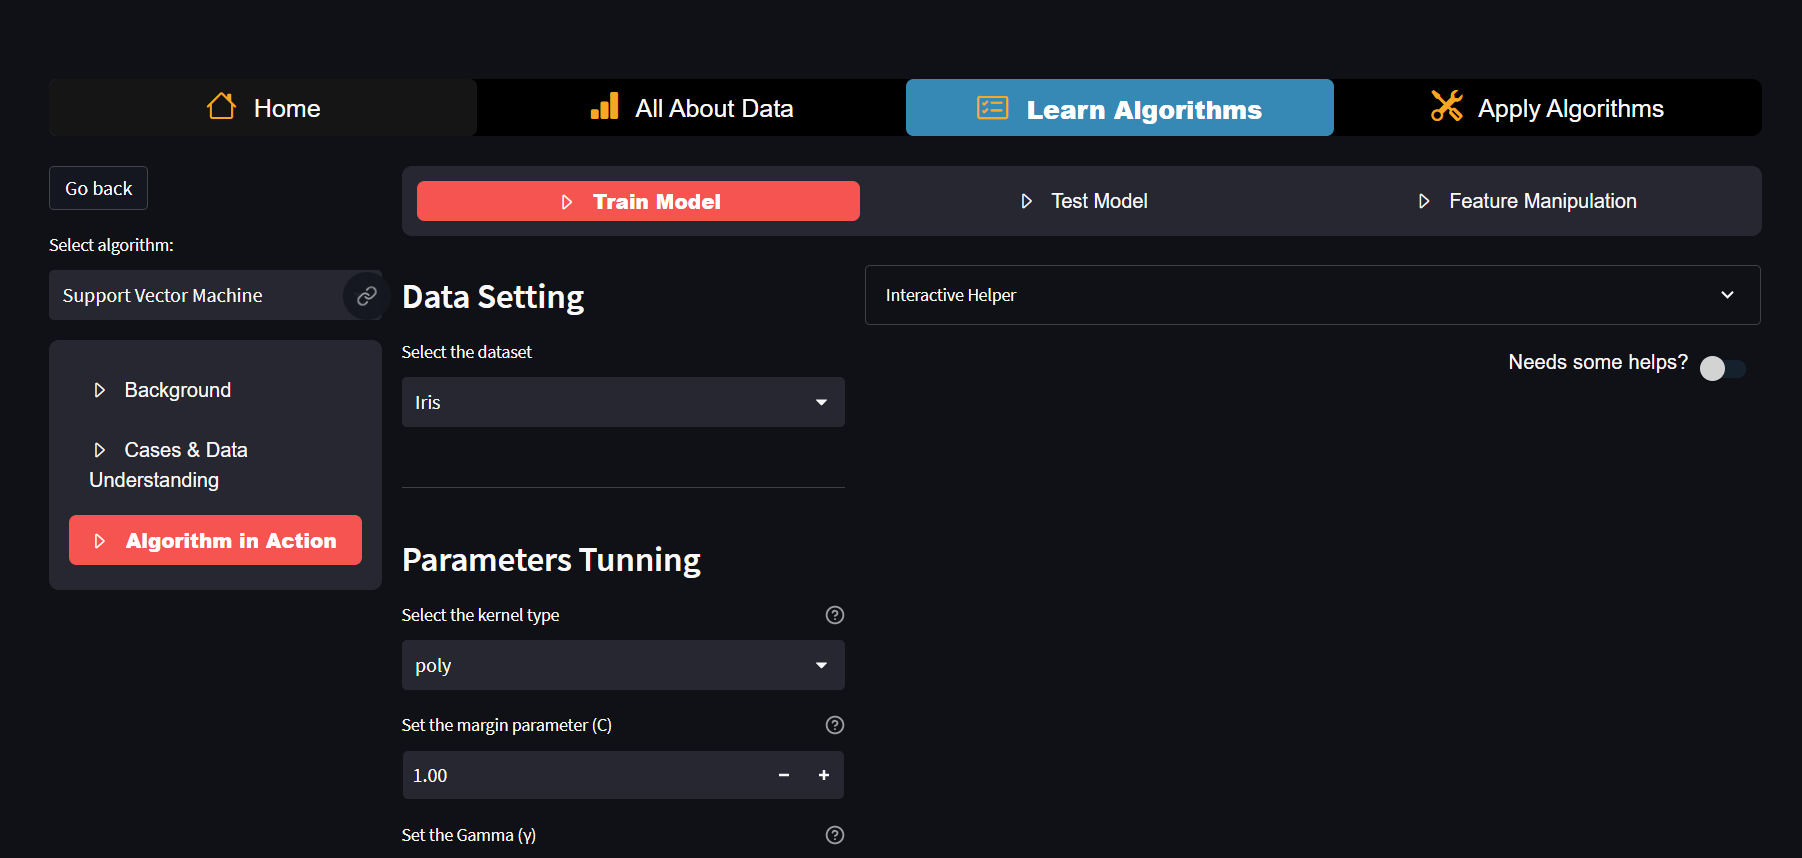 Home
All About Data
Learn Algorithms
Apply Algorithms
Go back
Train Model
Test Model
Feature Manipulation
Select algorithm:
Support Vector Machine
Background
Cases & Data
Understanding
Algorithm in Action
Data Setting
Select the dataset
Iris
Interactive Helper
Needs some helps?
Parameters Tunning
Select the kernel type
poly
Set the margin parameter (C)
1.00
Set the Gamma (γ)